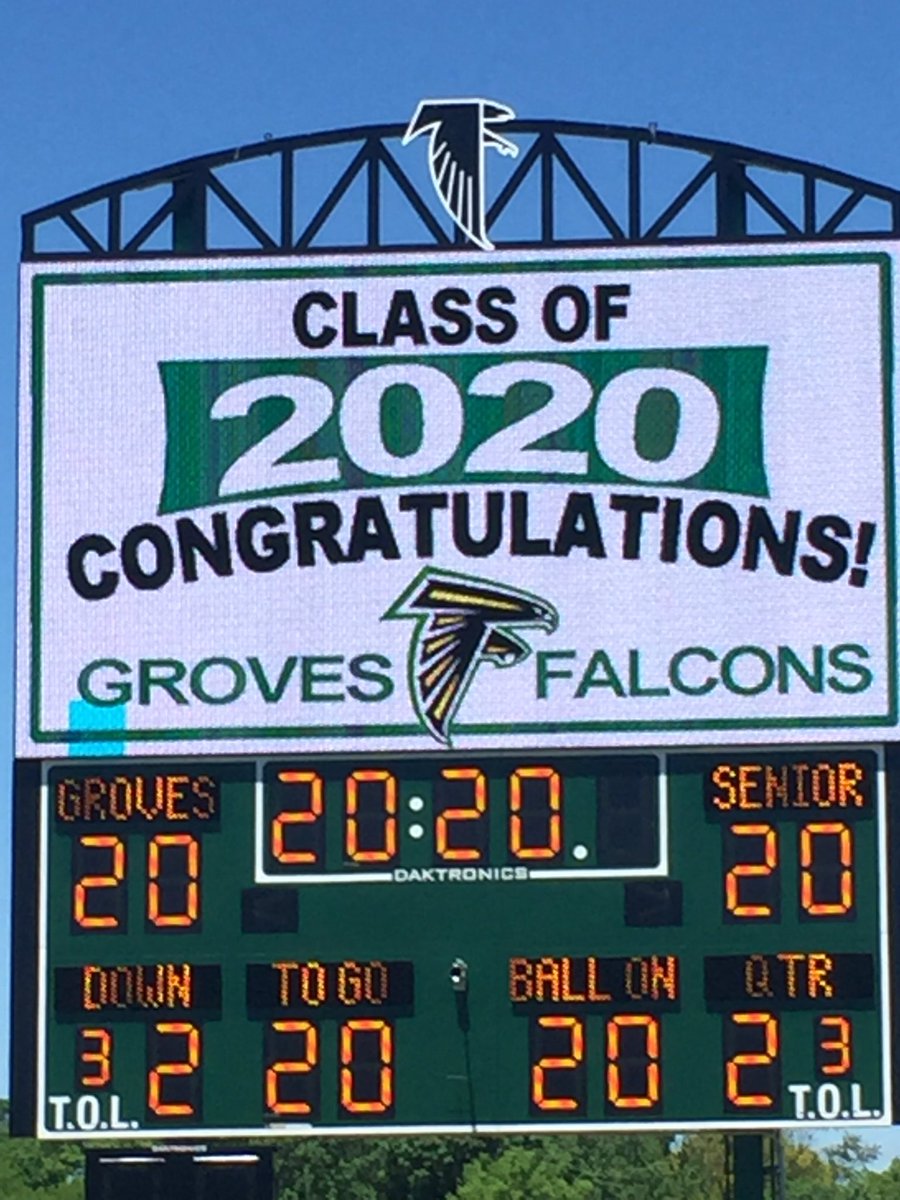 CLASS OF
2020
CONGRATULATIONS!
GROVES FALCONS
GROVES 20:20. SENIOR
20 DAKTRONICS 20
DOWN TO GO BALL ON QTR
3 2 20 20 2 3
T.O.L. T.O.L.
DAKTRONICS